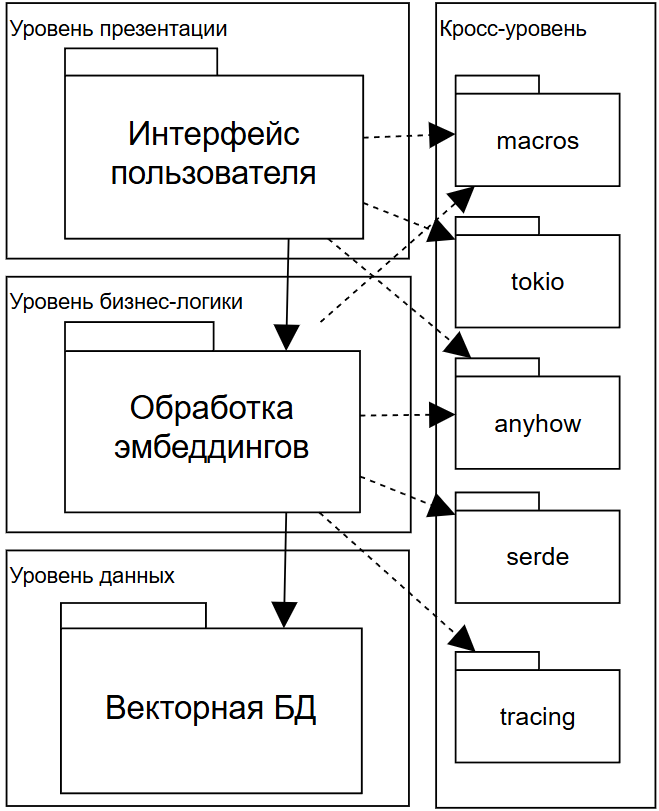 Уровень презентации
Интерфейс
пользователя
Уровень бизнес-логики
Обработка
эмбеддингов
Уровень данных
Векторная БД
Кросс-уровень
macros
tokio
anyhow
serde
tracing